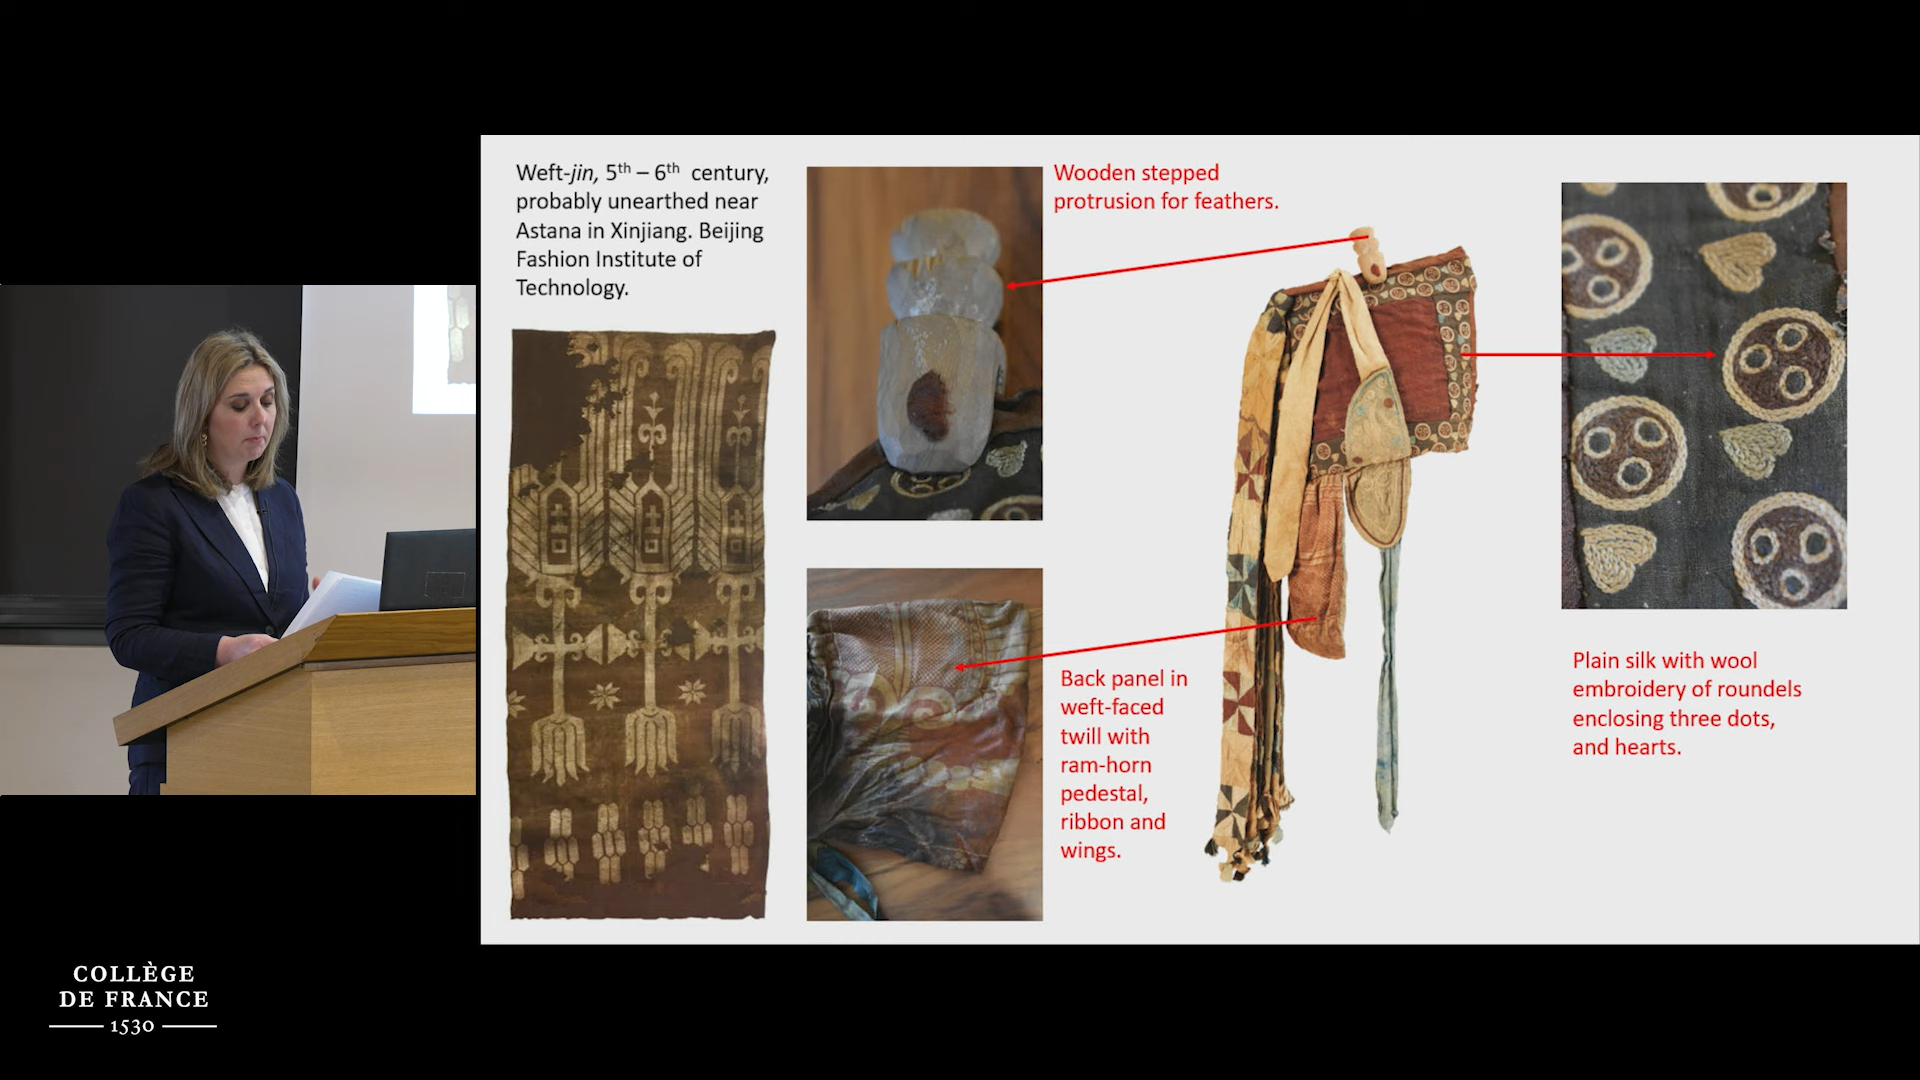 Weft-jin, 5th – 6th century,
probably unearthed near
Astana in Xinjiang. Beijing
Fashion Institute of
Technology.
Wooden stepped
protrusion for feathers.
Back panel in
weft-faced
twill with
ram-horn
pedestal,
ribbon and
wings.
Plain silk with wool
embroidery of roundels
enclosing three dots,
and hearts.
COLLÈGE
DE FRANCE
1530